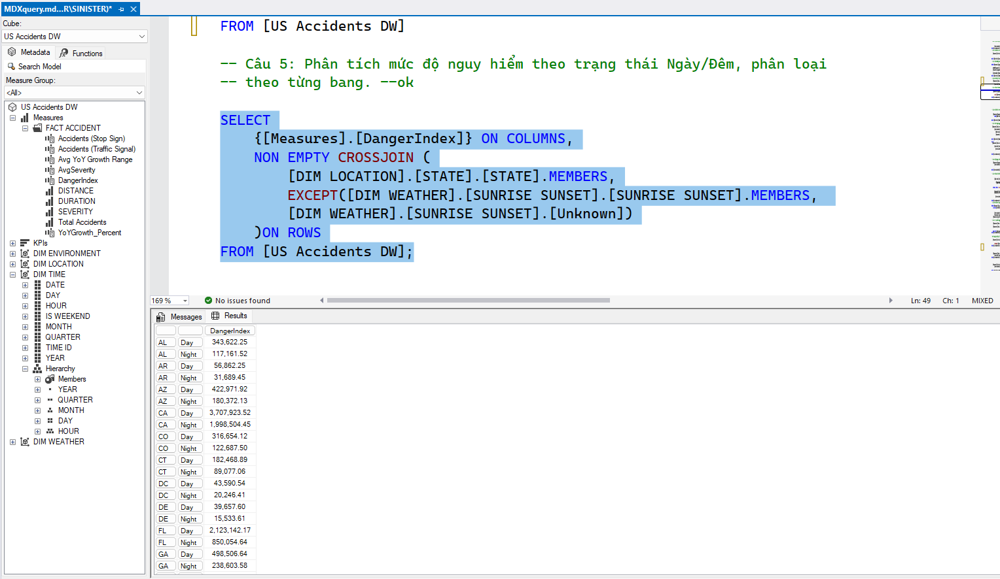 MDXquery.md...R\SINISTER)*
Cube:
US Accidents DW
Metadata
Functions
Search Model
Measure Group:
<All>
US Accidents DW
Measures
FACT ACCIDENT
Accidents (Stop Sign)
Accidents (Traffic Signal)
Avg YoY Growth Range
AvgSeverity
DangerIndex
DISTANCE
DURATION
SEVERITY
Total Accidents
YoYGrowth_Percent
KPIs
DIM ENVIRONMENT
DIM LOCATION
DIM TIME
DATE
DAY
HOUR
IS WEEKEND
MONTH
QUARTER
TIME ID
YEAR
Hierarchy
Members
YEAR
QUARTER
MONTH
DAY
HOUR
DIM WEATHER
FROM [US Accidents DW]
-- Câu 5: Phân tích mức độ nguy hiểm theo trạng thái Ngày/Đêm, phân loại
-- theo từng bang. --ok
SELECT
{[Measures].[DangerIndex]} ON COLUMNS,
NON EMPTY CROSSJOIN (
[DIM LOCATION].[STATE].[STATE].MEMBERS,
EXCEPT([DIM WEATHER].[SUNRISE SUNSET].[SUNRISE SUNSET].MEMBERS,
[DIM WEATHER].[SUNRISE SUNSET].[Unknown])
)ON ROWS
FROM [US Accidents DW];
169 %
No issues found
Ln: 49
Ch: 1
MIXED
Messages
Results
DangerIndex
AL Day 343,622.25
AL Night 117,161.52
AR Day 56,862.25
AR Night 31,689.45
AZ Day 422,971.92
AZ Night 180,372.13
CA Day 3,707,923.52
CA Night 1,998,504.45
CO Day 316,654.12
CO Night 122,687.50
CT Day 182,468.89
CT Night 89,077.06
DC Day 43,590.54
DC Night 20,246.41
DE Day 39,657.60
DE Night 15,533.61
FL Day 2,123,142.17
FL Night 850,054.64
GA Day 498,506.64
GA Night 238,603.58